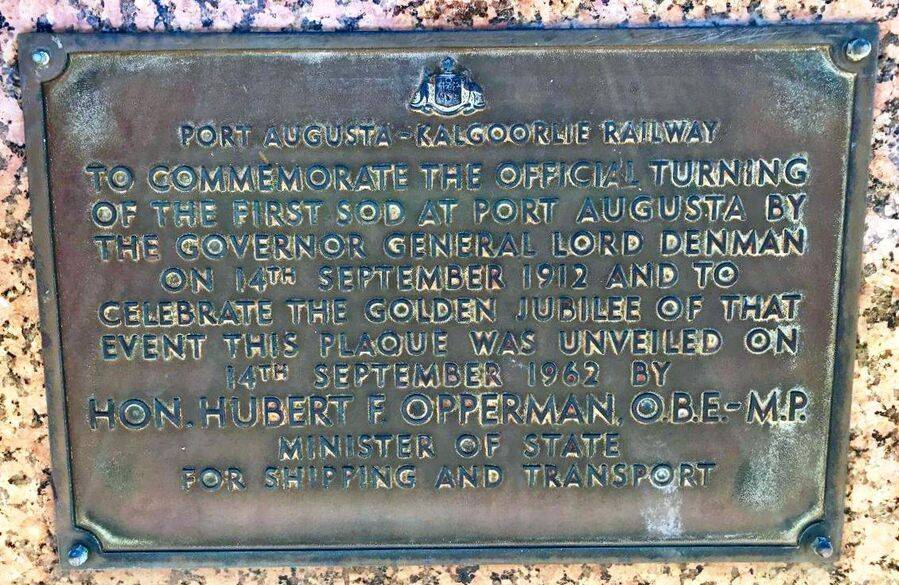 PORT AUGUSTA - KALGOORLIE RAILWAY
TO COMMEMORATE THE OFFICIAL TURNING
OF THE FIRST SOD AT PORT AUGUSTA BY
THE GOVERNOR GENERAL LORD DENMAN
ON 14TH SEPTEMBER 1912 AND TO
CELEBRATE THE GOLDEN JUBILEE OF THAT
EVENT THIS PLAQUE WAS UNVEILED ON
14TH SEPTEMBER 1962 BY
HON. HUBERT F. OPPERMAN, O.B.E.-M.P.
MINISTER OF STATE
FOR SHIPPING AND TRANSPORT